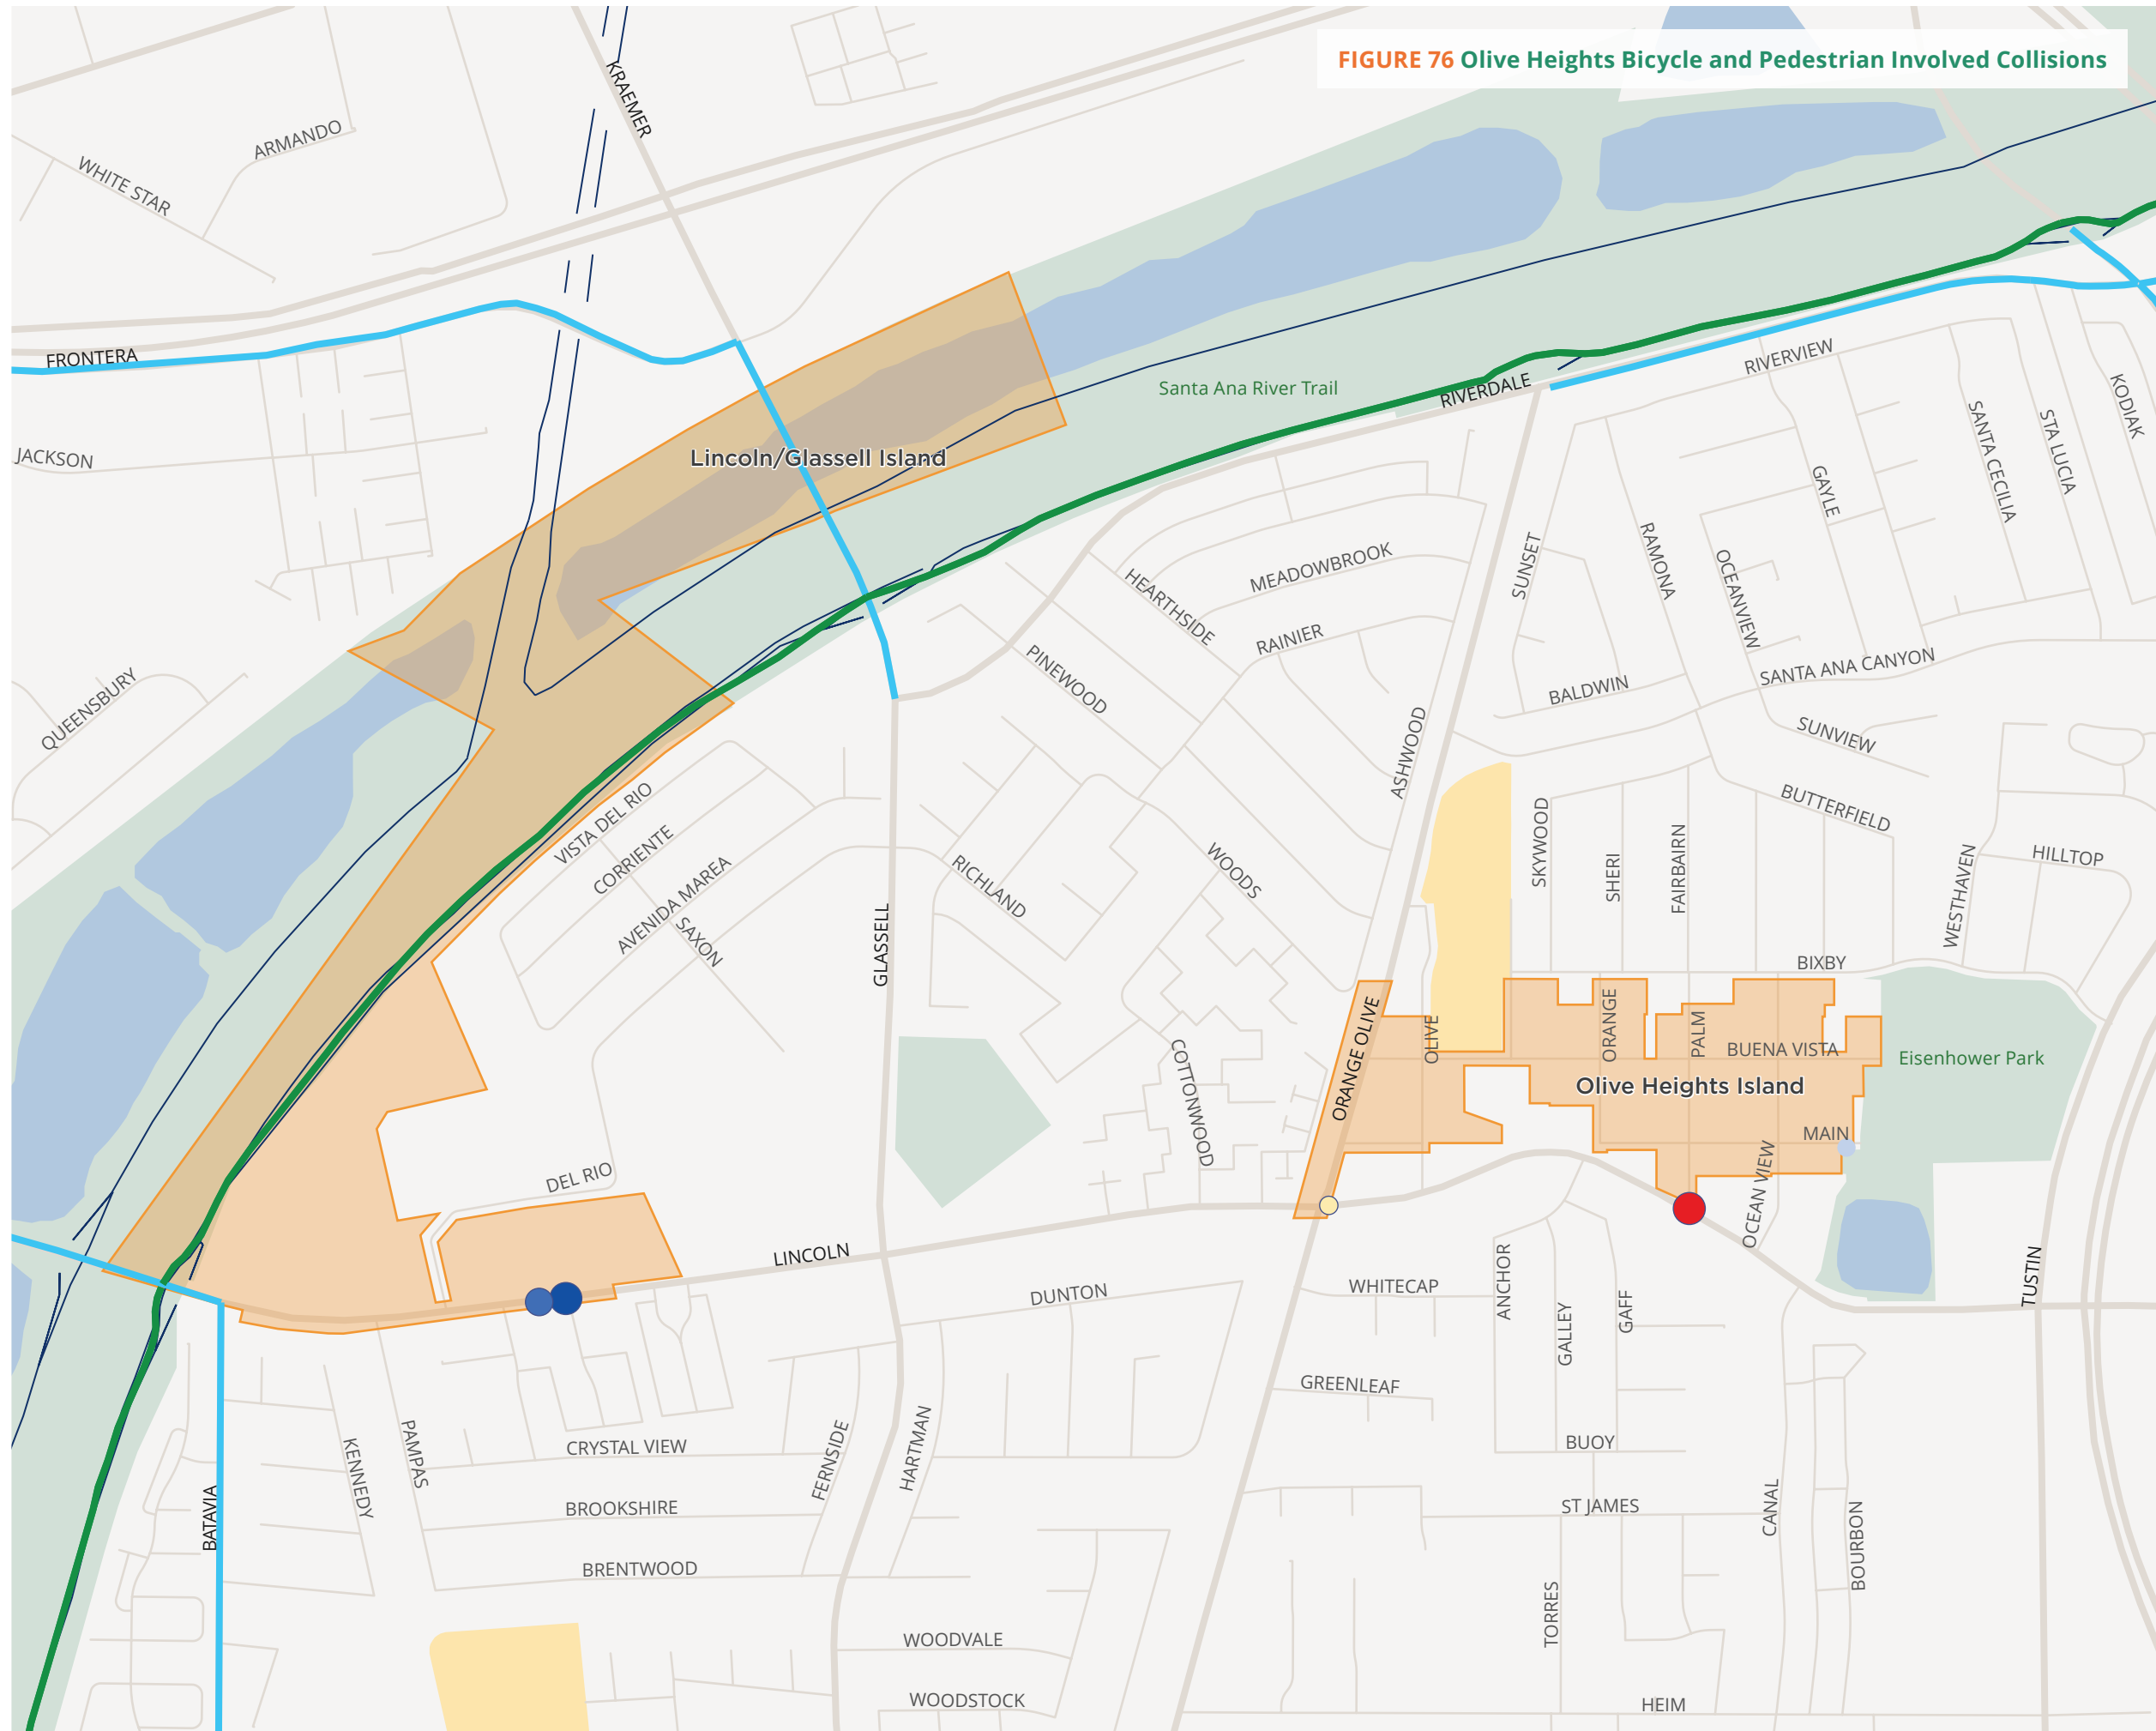 FIGURE 76 Olive Heights Bicycle and Pedestrian Involved Collisions
KRAEMER
ARMANDO
WHITE STAR
FRONTERA
JACKSON
Santa Ana River Trail
RIVERDALE
RIVERVIEW
KODIAK
STA LUCIA
SANTA CECILIA
GAYLE
Lincoln/Glassell Island
SUNSET
RAMONA
OCEANVIEW
MEADOWBROOK
HEARTHSIDE
RAINIER
PINEWOOD
BALDWIN
SANTA ANA CANYON
QUEENSBURY
SUNVIEW
ASHWOOD
BUTTERFIELD
VISTA DEL RIO
CORRIENTE
AVENIDA MAREA
SAXON
RICHLAND
WOODS
SKYWOOD
SHERI
FAIRBAIRN
WESTHAVEN
HILLTOP
GLASSELL
BIXBY
ORANGE OLIVE
OLIVE
ORANGE
PALM
BUENA VISTA
Eisenhower Park
Olive Heights Island
COTTONWOOD
MAIN
OCEAN VIEW
DEL RIO
LINCOLN
TUSTIN
DUNTON
WHITECAP
ANCHOR
GALLEY
GAFF
GREENLEAF
KENNEDY
PAMPAS
CRYSTAL VIEW
FERNSIDE
HARTMAN
BUOY
BATAVIA
BROOKSHIRE
ST JAMES
CANAL
BOURBON
BRENTWOOD
TORRES
WOODVALE
WOODSTOCK
HEIM